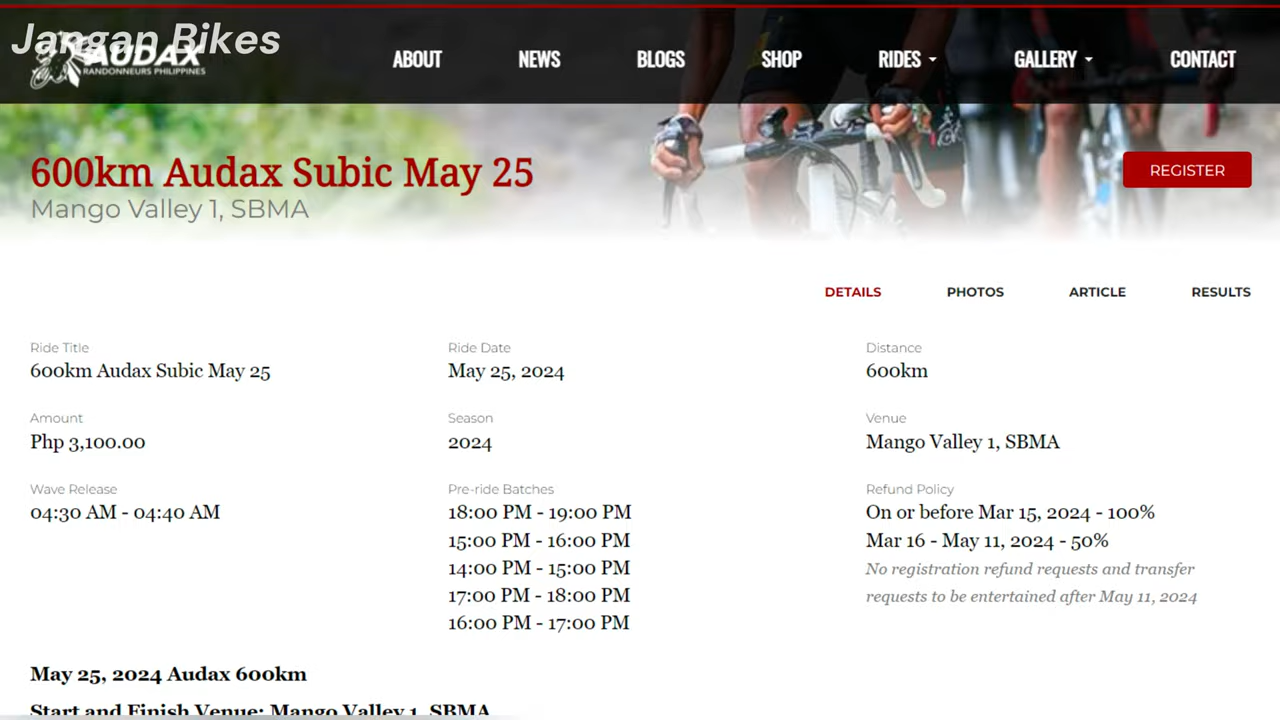 Jangan Bikes
AUDAX
RANDONNEURS PHILIPPINES
ABOUT
NEWS
BLOGS
SHOP
RIDES
GALLERY
CONTACT
600km Audax Subic May 25
Mango Valley 1, SBMA
REGISTER
DETAILS
PHOTOS
ARTICLE
RESULTS
Ride Title
600km Audax Subic May 25
Ride Date
May 25, 2024
Distance
600km
Amount
Php 3,100.00
Season
2024
Venue
Mango Valley 1, SBMA
Wave Release
04:30 AM - 04:40 AM
Pre-ride Batches
18:00 PM - 19:00 PM
15:00 PM - 16:00 PM
14:00 PM - 15:00 PM
17:00 PM - 18:00 PM
16:00 PM - 17:00 PM
Refund Policy
On or before Mar 15, 2024 - 100%
Mar 16 - May 11, 2024 - 50%
No registration refund requests and transfer
requests to be entertained after May 11, 2024
May 25, 2024 Audax 600km
Start and Finish Venue: Mango Valley 1, SBMA